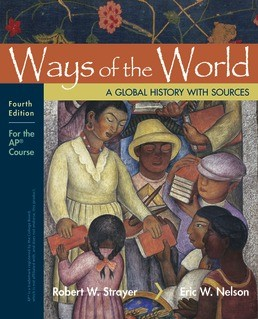 Ways of the World
A GLOBAL HISTORY WITH SOURCES
Fourth
Edition
For the
AP®
Course
Robert W. Strayer
Eric W. Nelson